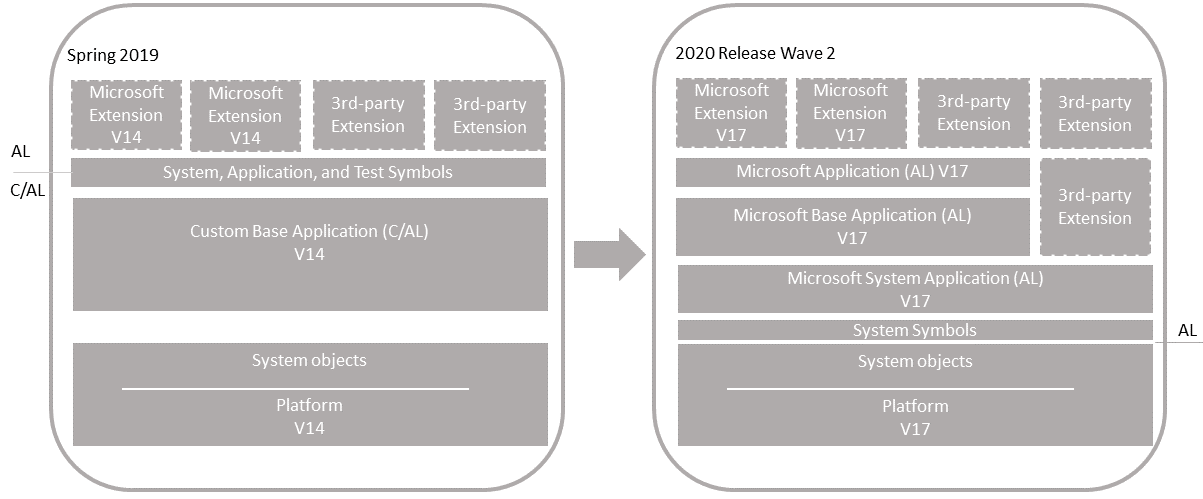 Spring 2019
Microsoft
Extension
V14
Microsoft
Extension
V14
3rd-party
Extension
3rd-party
Extension
AL
C/AL
System, Application, and Test Symbols
Custom Base Application (C/AL)
V14
System objects
Platform
V14
2020 Release Wave 2
Microsoft
Extension
V17
Microsoft
Extension
V17
3rd-party
Extension
3rd-party
Extension
Microsoft Application (AL) V17
Microsoft Base Application (AL)
V17
3rd-party
Extension
Microsoft System Application (AL)
V17
System Symbols
AL
System objects
Platform
V17